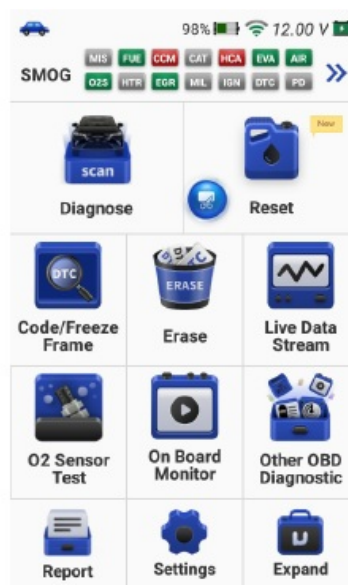 98% 12.00 V
SMOG
MIS FUE CCM CAT HCA EVA AIR
O2S HTR EGR MIL IGN DTC PD
New
scan
Diagnose
Reset
DTC
ERASE
Code/Freeze
Frame
Erase
Live Data
Stream
O2 Sensor
Test
On Board
Monitor
Other OBD
Diagnostic
U
Report
Settings
Expand